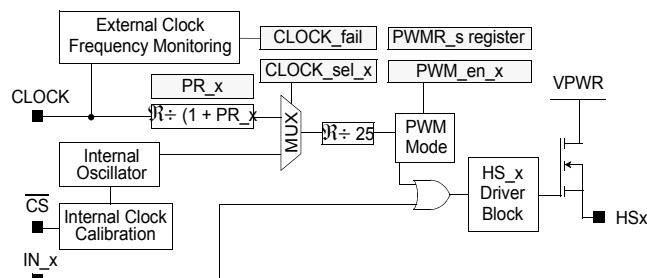 External Clock
Frequency Monitoring
CLOCK_fail
PWMR_s register
CLOCK_sel_x
PWM_en_x
PR_x
CLOCK
VPWR
ℜ÷ (1 + PR_x
MUX
ℜ÷ 25
PWM
Mode
Internal
Oscillator
HS_x
Driver
Block
CS
Internal Clock
Calibration
HSx
IN_x